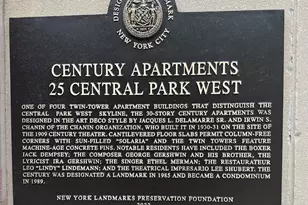 DESIGNATED LANDMARK
NEW YORK CITY
CENTURY APARTMENTS
25 CENTRAL PARK WEST
ONE OF FOUR TWIN-TOWER APARTMENT BUILDINGS THAT DISTINGUISH THE
CENTRAL PARK WEST SKYLINE, THE 30-STORY CENTURY APARTMENTS WAS
DESIGNED IN THE ART DECO STYLE BY JACQUES L. DELAMARRE AND IRWIN S.
CHANIN OF THE CHANIN ORGANIZATION, WHO BUILT IT IN 1930-31 ON THE SITE OF
THE 1909 CENTURY THEATER. CANTILEVERED FLOOR SLABS PERMIT COLUMN-FREE
CORNERS WITH SUN-FILLED "SOLARIA" AND THE TWIN TOWERS FEATURE
MACHINE-AGE CONCRETE FINS. NOTABLE RESIDENTS HAVE INCLUDED THE BOXER
JACK DEMPSEY; THE COMPOSER GEORGE GERSHWIN AND HIS BROTHER, THE
LYRICIST IRA GERSHWIN; THE SINGER ETHEL MERMAN; THE RESTAURATEUR
LEO "LINDY" LINDEMANN; AND THE THEATRICAL IMPRESARIO LEE SHUBERT. THE
CENTURY WAS DESIGNATED A LANDMARK IN 1985 AND BECAME A CONDOMINIUM
IN 1989.
NEW YORK LANDMARKS PRESERVATION FOUNDATION